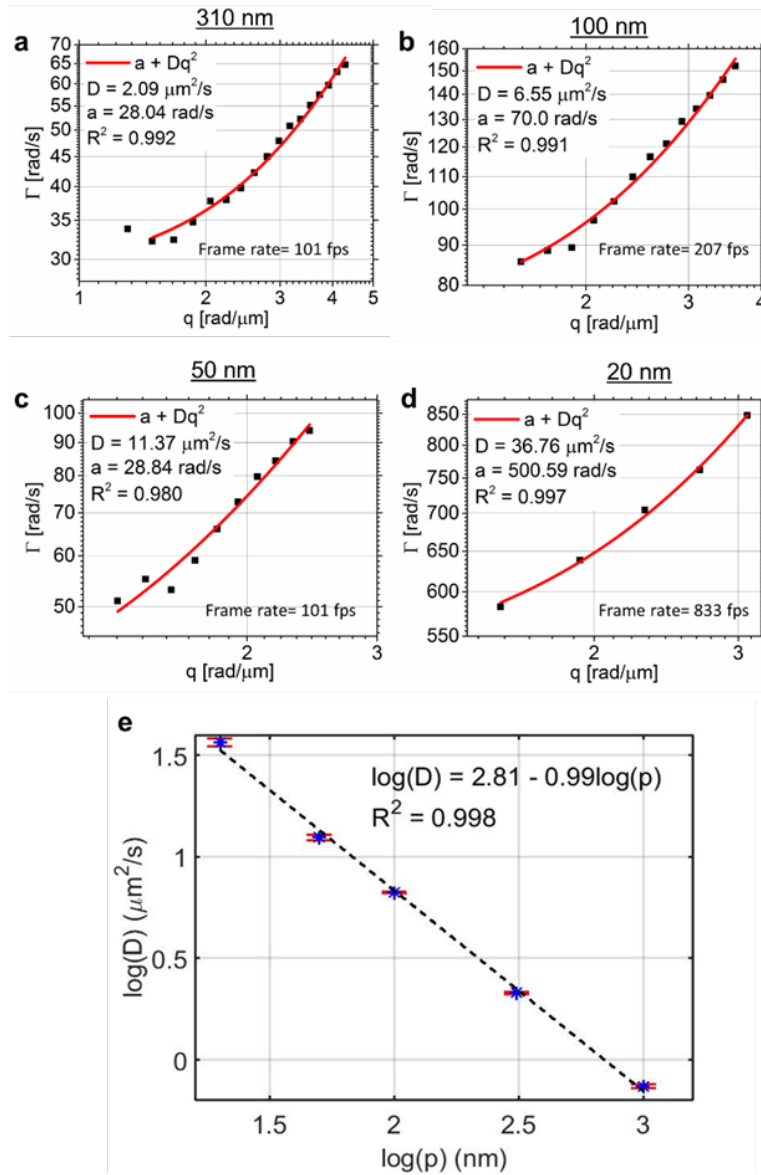 310 nm
a
70
65
60
55
50
45
40
35
30
a + Dq²
D = 2.09 μm²/s
a = 28.04 rad/s
R² = 0.992
Frame rate= 101 fps
Γ [rad/s]
1 2 3 4 5
q [rad/μm]
100 nm
b
160
150
140
130
120
110
100
90
80
a + Dq²
D = 6.55 μm²/s
a = 70.0 rad/s
R² = 0.991
Frame rate= 207 fps
Γ [rad/s]
2 3 4
q [rad/μm]
50 nm
c
100
90
80
70
60
50
a + Dq²
D = 11.37 μm²/s
a = 28.84 rad/s
R² = 0.980
Frame rate= 101 fps
Γ [rad/s]
2 3
q [rad/μm]
20 nm
d
850
800
750
700
650
600
550
a + Dq²
D = 36.76 μm²/s
a = 500.59 rad/s
R² = 0.997
Frame rate= 833 fps
Γ [rad/s]
2 3
q [rad/μm]
e
1.5
1
0.5
0
log(D) = 2.81 - 0.99log(p)
R² = 0.998
log(D) (μm²/s)
1.5 2 2.5 3
log(p) (nm)